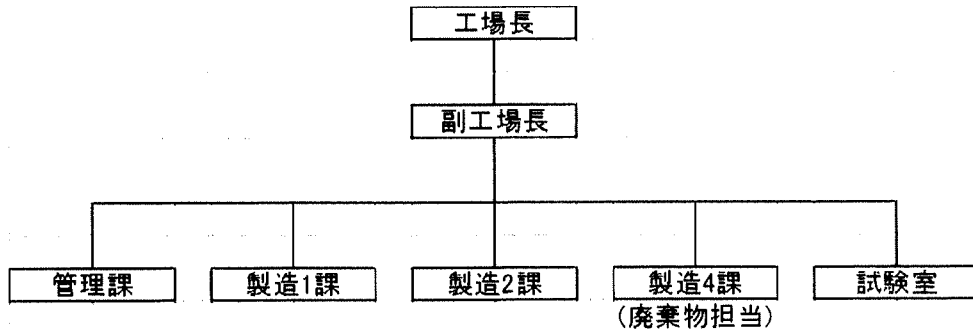 工場長
副工場長
管理課
製造1課
製造2課
製造4課
試験室
(廃棄物担当)